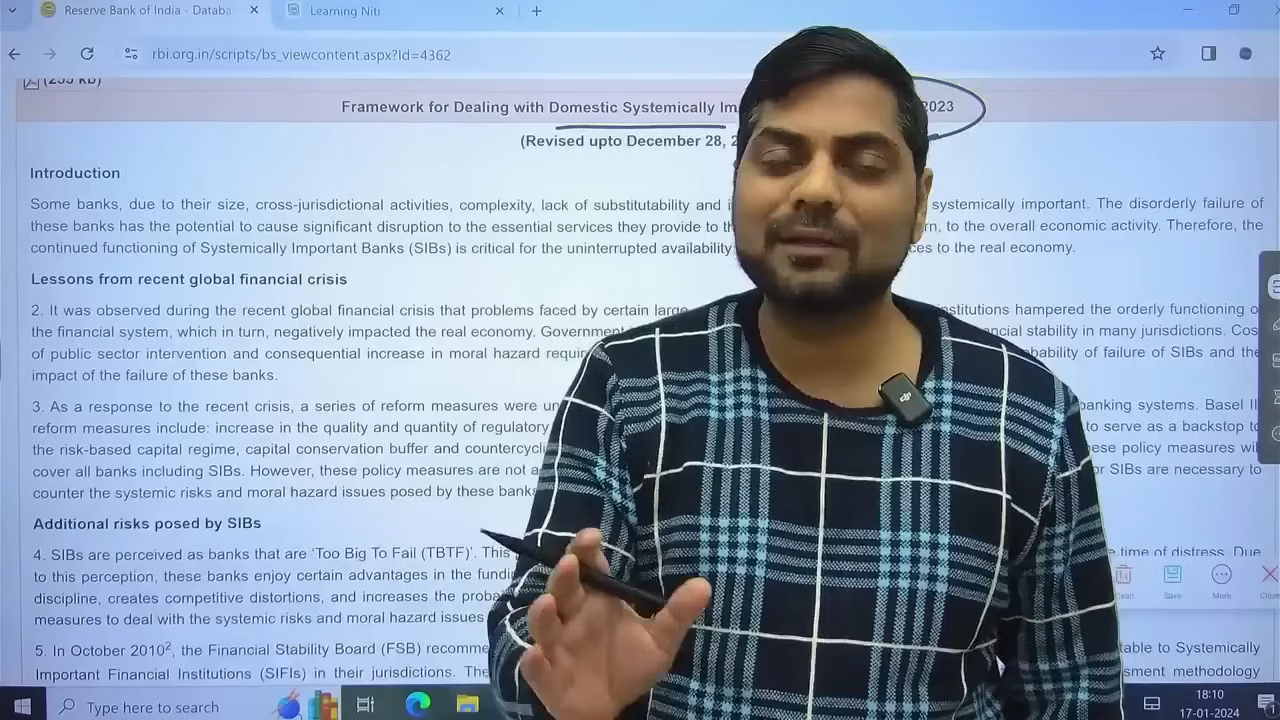 Reserve Bank of India - Databa
Learning Niti
rbi.org.in/scripts/bs_viewcontent.aspx?Id=4362
Framework for Dealing with Domestic Systemically Im 2023
(Revised upto December 28, 2
Introduction
Some banks, due to their size, cross-jurisdictional activities, complexity, lack of substitutability and i systemically important. The disorderly failure of
these banks has the potential to cause significant disruption to the essential services they provide to th rn, to the overall economic activity. Therefore, the
continued functioning of Systemically Important Banks (SIBs) is critical for the uninterrupted availability ces to the real economy.
Lessons from recent global financial crisis
2. It was observed during the recent global financial crisis that problems faced by certain large nstitutions hampered the orderly functioning o
the financial system, which in turn, negatively impacted the real economy. Government ncial stability in many jurisdictions. Cos
of public sector intervention and consequential increase in moral hazard requir bability of failure of SIBs and the
impact of the failure of these banks.
3. As a response to the recent crisis, a series of reform measures were un banking systems. Basel II
reform measures include: increase in the quality and quantity of regulatory to serve as a backstop to
the risk-based capital regime, capital conservation buffer and countercycli ese policy measures wil
cover all banks including SIBs. However, these policy measures are not a or SIBs are necessary to
counter the systemic risks and moral hazard issues posed by these bank
Additional risks posed by SIBs
4. SIBs are perceived as banks that are ‘Too Big To Fail (TBTF)’. This e time of distress. Due
to this perception, these banks enjoy certain advantages in the fundi
discipline, creates competitive distortions, and increases the proba
measures to deal with the systemic risks and moral hazard issues
Save
More
Close
5. In October 2010², the Financial Stability Board (FSB) recomme table to Systemically
Important Financial Institutions (SIFIs) in their jurisdictions. The sment methodology
Type here to search
18:10
17-01-2024